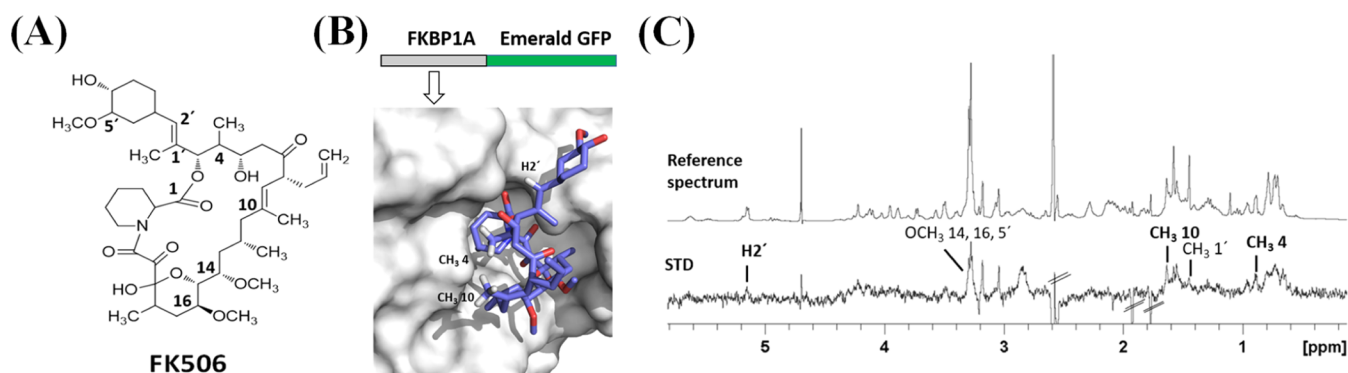 (A)
HO
H₃CO
5′
2′
CH₃
H₃C
1′
4
O
OH
O
CH₂
1
O
10
CH₃
N
O
O
CH₃
O
14
HO
OCH₃
16
H₃C
OCH₃
FK506
(B)
FKBP1A
Emerald GFP
H2′
CH₃ 4
CH₃ 10
(C)
Reference
spectrum
STD
H2′
OCH₃ 14, 16, 5′
CH₃ 10
CH₃ 1′
CH₃ 4
5
4
3
2
1
[ppm]